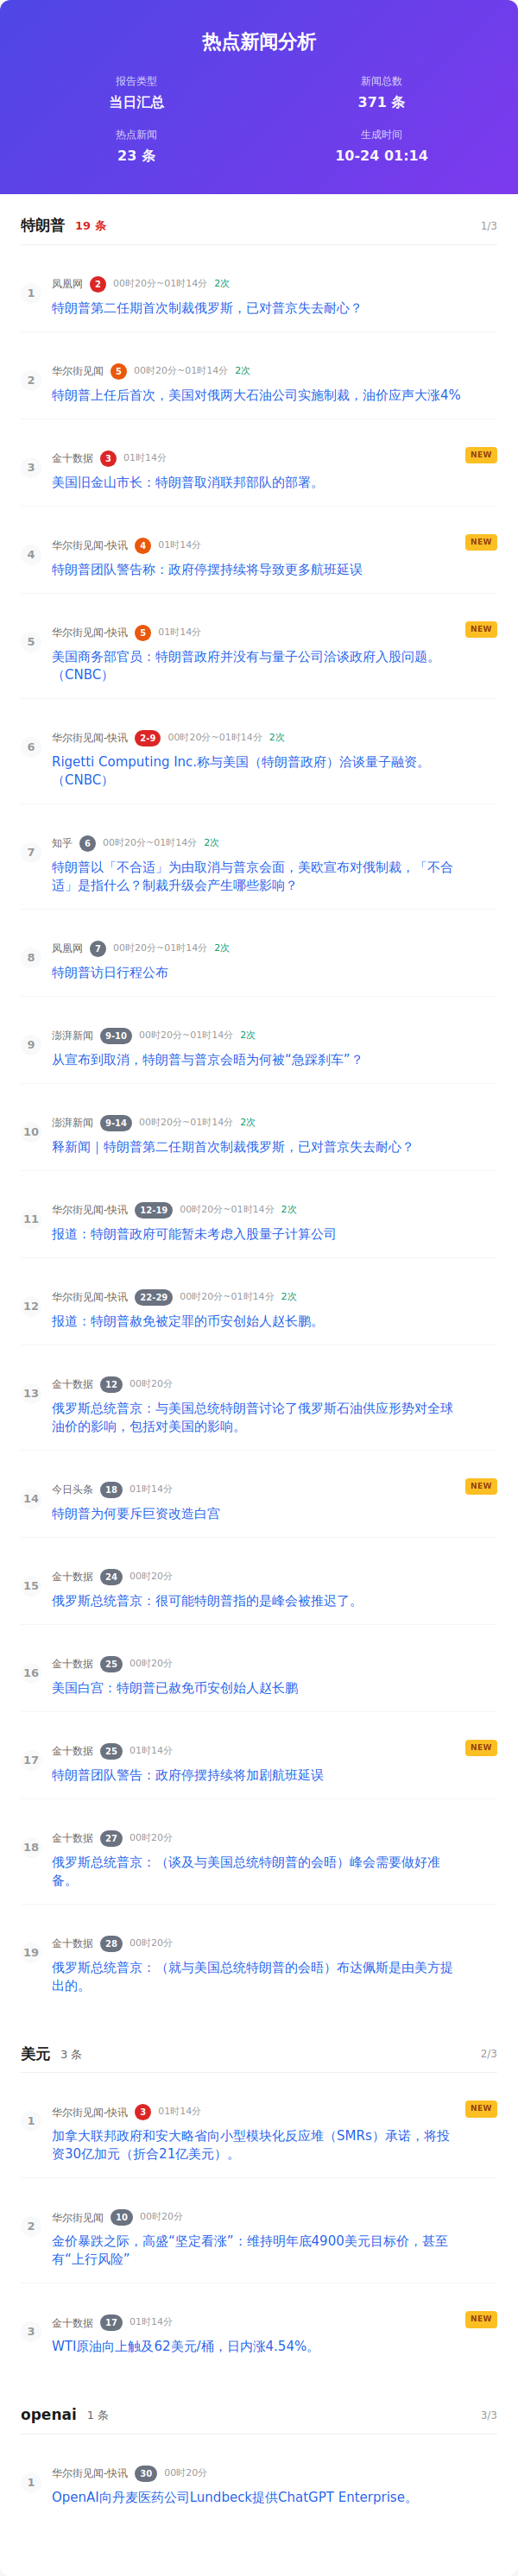 热点新闻分析
报告类型
当日汇总
新闻总数
371 条
热点新闻
23 条
生成时间
10-24 01:14
特朗普 19 条 1/3
1
凤凰网 2 00时20分~01时14分 2次
特朗普第二任期首次制裁俄罗斯，已对普京失去耐心？
2
华尔街见闻 5 00时20分~01时14分 2次
特朗普上任后首次，美国对俄两大石油公司实施制裁，油价应声大涨4%
3
金十数据 3 01时14分 NEW
美国旧金山市长：特朗普取消联邦部队的部署。
4
华尔街见闻-快讯 4 01时14分 NEW
特朗普团队警告称：政府停摆持续将导致更多航班延误
5
华尔街见闻-快讯 5 01时14分 NEW
美国商务部官员：特朗普政府并没有与量子公司洽谈政府入股问题。
（CNBC）
6
华尔街见闻-快讯 2-9 00时20分~01时14分 2次
Rigetti Computing Inc.称与美国（特朗普政府）洽谈量子融资。
（CNBC）
7
知乎 6 00时20分~01时14分 2次
特朗普以「不合适」为由取消与普京会面，美欧宣布对俄制裁，「不合
适」是指什么？制裁升级会产生哪些影响？
8
凤凰网 7 00时20分~01时14分 2次
特朗普访日行程公布
9
澎湃新闻 9-10 00时20分~01时14分 2次
从宣布到取消，特朗普与普京会晤为何被“急踩刹车”？
10
澎湃新闻 9-14 00时20分~01时14分 2次
释新闻｜特朗普第二任期首次制裁俄罗斯，已对普京失去耐心？
11
华尔街见闻-快讯 12-19 00时20分~01时14分 2次
报道：特朗普政府可能暂未考虑入股量子计算公司
12
华尔街见闻-快讯 22-29 00时20分~01时14分 2次
报道：特朗普赦免被定罪的币安创始人赵长鹏。
13
金十数据 12 00时20分
俄罗斯总统普京：与美国总统特朗普讨论了俄罗斯石油供应形势对全球
油价的影响，包括对美国的影响。
14
今日头条 18 01时14分 NEW
特朗普为何要斥巨资改造白宫
15
金十数据 24 00时20分
俄罗斯总统普京：很可能特朗普指的是峰会被推迟了。
16
金十数据 25 00时20分
美国白宫：特朗普已赦免币安创始人赵长鹏
17
金十数据 25 01时14分 NEW
特朗普团队警告：政府停摆持续将加剧航班延误
18
金十数据 27 00时20分
俄罗斯总统普京：（谈及与美国总统特朗普的会晤）峰会需要做好准
备。
19
金十数据 28 00时20分
俄罗斯总统普京：（就与美国总统特朗普的会晤）布达佩斯是由美方提
出的。
美元 3 条 2/3
1
华尔街见闻-快讯 3 01时14分 NEW
加拿大联邦政府和安大略省向小型模块化反应堆（SMRs）承诺，将投
资30亿加元（折合21亿美元）。
2
华尔街见闻 10 00时20分
金价暴跌之际，高盛“坚定看涨”：维持明年底4900美元目标价，甚至
有“上行风险”
3
金十数据 17 01时14分 NEW
WTI原油向上触及62美元/桶，日内涨4.54%。
openai 1 条 3/3
1
华尔街见闻-快讯 30 00时20分
OpenAI向丹麦医药公司Lundbeck提供ChatGPT Enterprise。